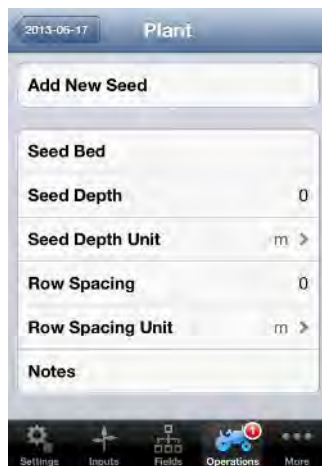 2013-06-17
Plant
Add New Seed
Seed Bed
Seed Depth 0
Seed Depth Unit m >
Row Spacing 0
Row Spacing Unit m >
Notes
1
Settings Inputs Fields Operations More